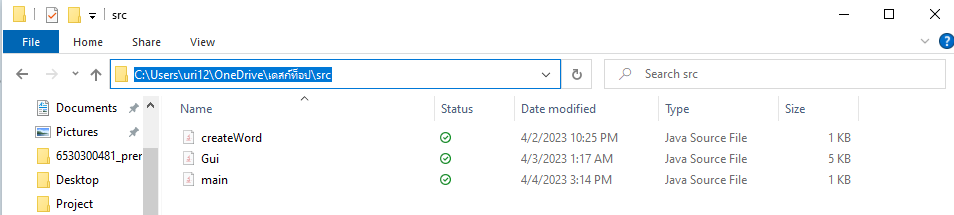 src
File Home Share View
C:\Users\uri12\OneDrive\เดสก์ท็อป\src
Search src
Documents
Pictures
6530300481_prer
Desktop
Project
Name Status Date modified Type Size
createWord 4/2/2023 10:25 PM Java Source File 1 KB
Gui 4/3/2023 1:17 AM Java Source File 5 KB
main 4/4/2023 3:14 PM Java Source File 1 KB